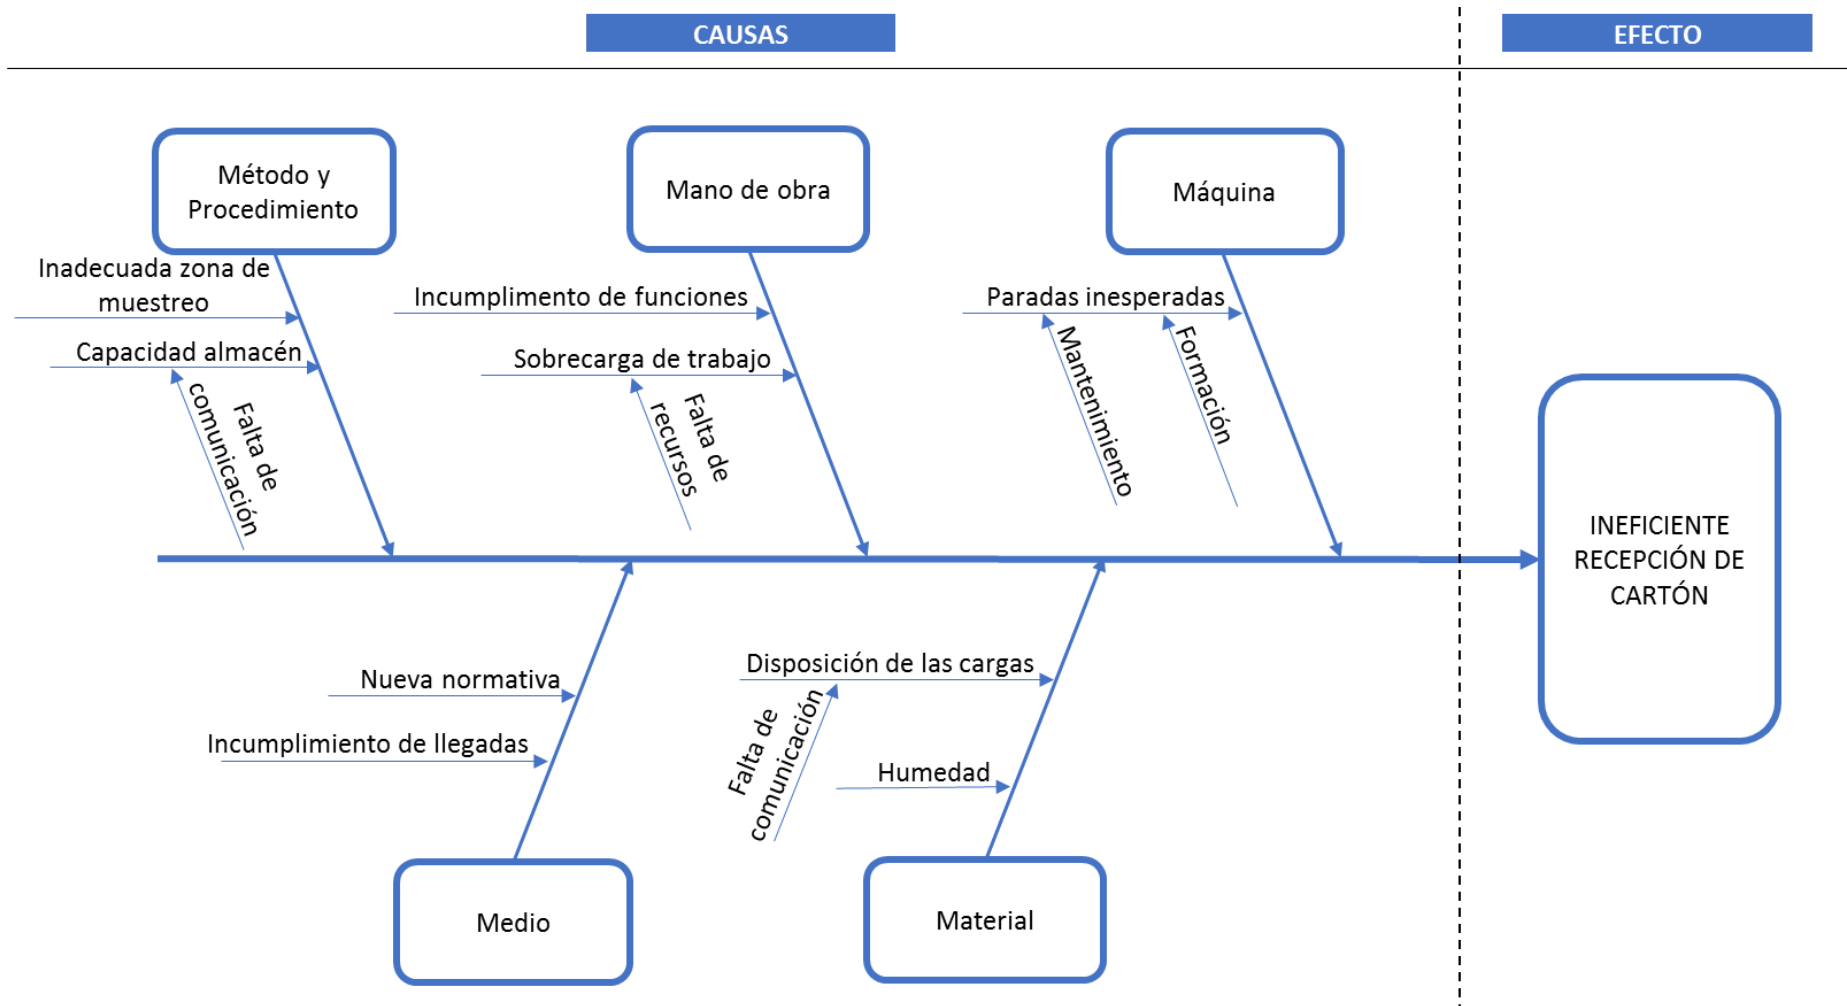 CAUSAS
EFECTO
Método y
Procedimiento
Mano de obra
Máquina
Inadecuada zona de
muestreo
Capacidad almacén
Falta de
comunicación
Incumplimento de funciones
Sobrecarga de trabajo
Falta de
recursos
Paradas inesperadas
Mantenimiento
Formación
INEFICIENTE
RECEPCIÓN DE
CARTÓN
Nueva normativa
Incumplimiento de llegadas
Disposición de las cargas
Falta de
comunicación
Humedad
Medio
Material